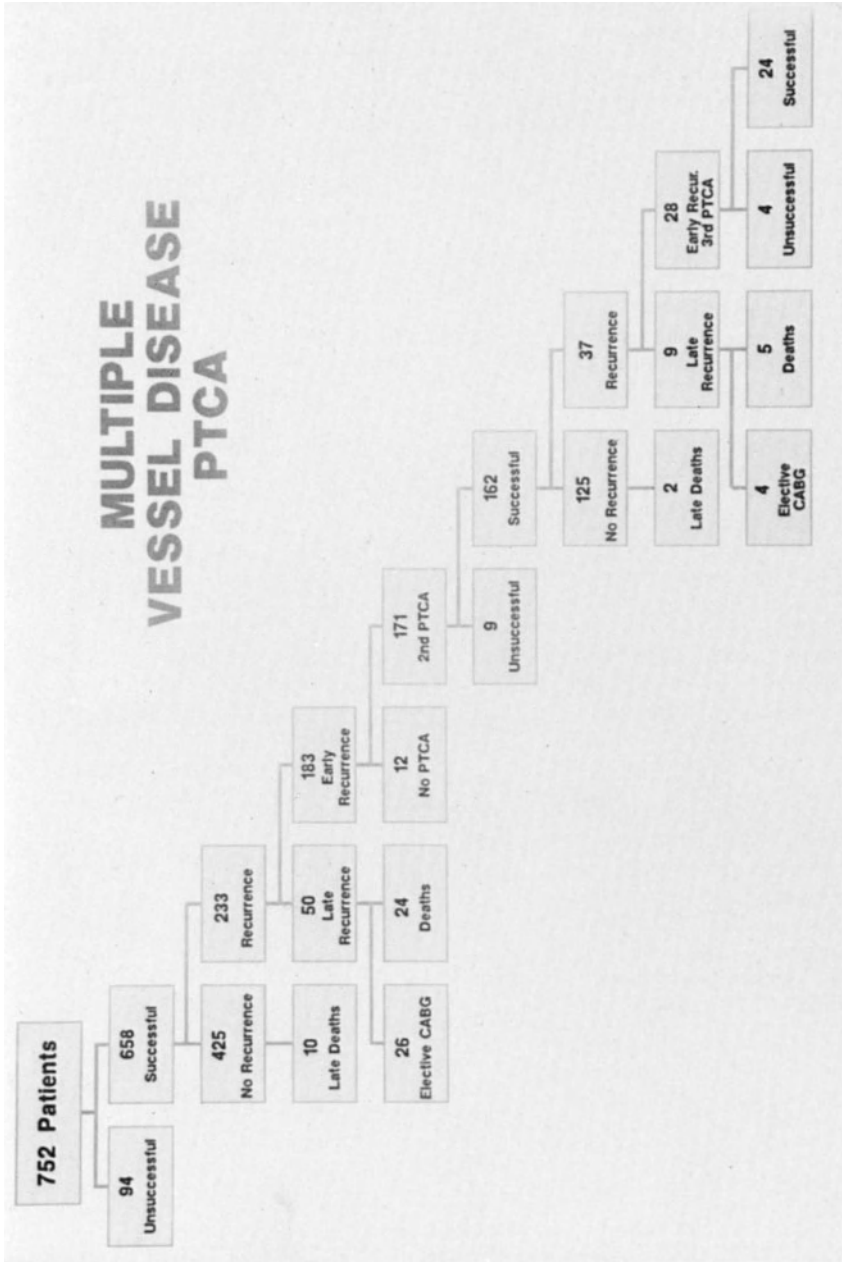 MULTIPLE
VESSEL DISEASE
PTCA
752 Patients
94
Unsuccessful
658
Successful
425
No Recurrence
233
Recurrence
10
Late Deaths
50
Late
Recurrence
183
Early
Recurrence
26
Elective CABG
24
Deaths
12
No PTCA
171
2nd PTCA
9
Unsuccessful
162
Successful
125
No Recurrence
37
Recurrence
2
Late Deaths
9
Late
Recurrence
28
Early Recur.
3rd PTCA
4
Elective
CABG
5
Deaths
4
Unsuccessful
24
Successful